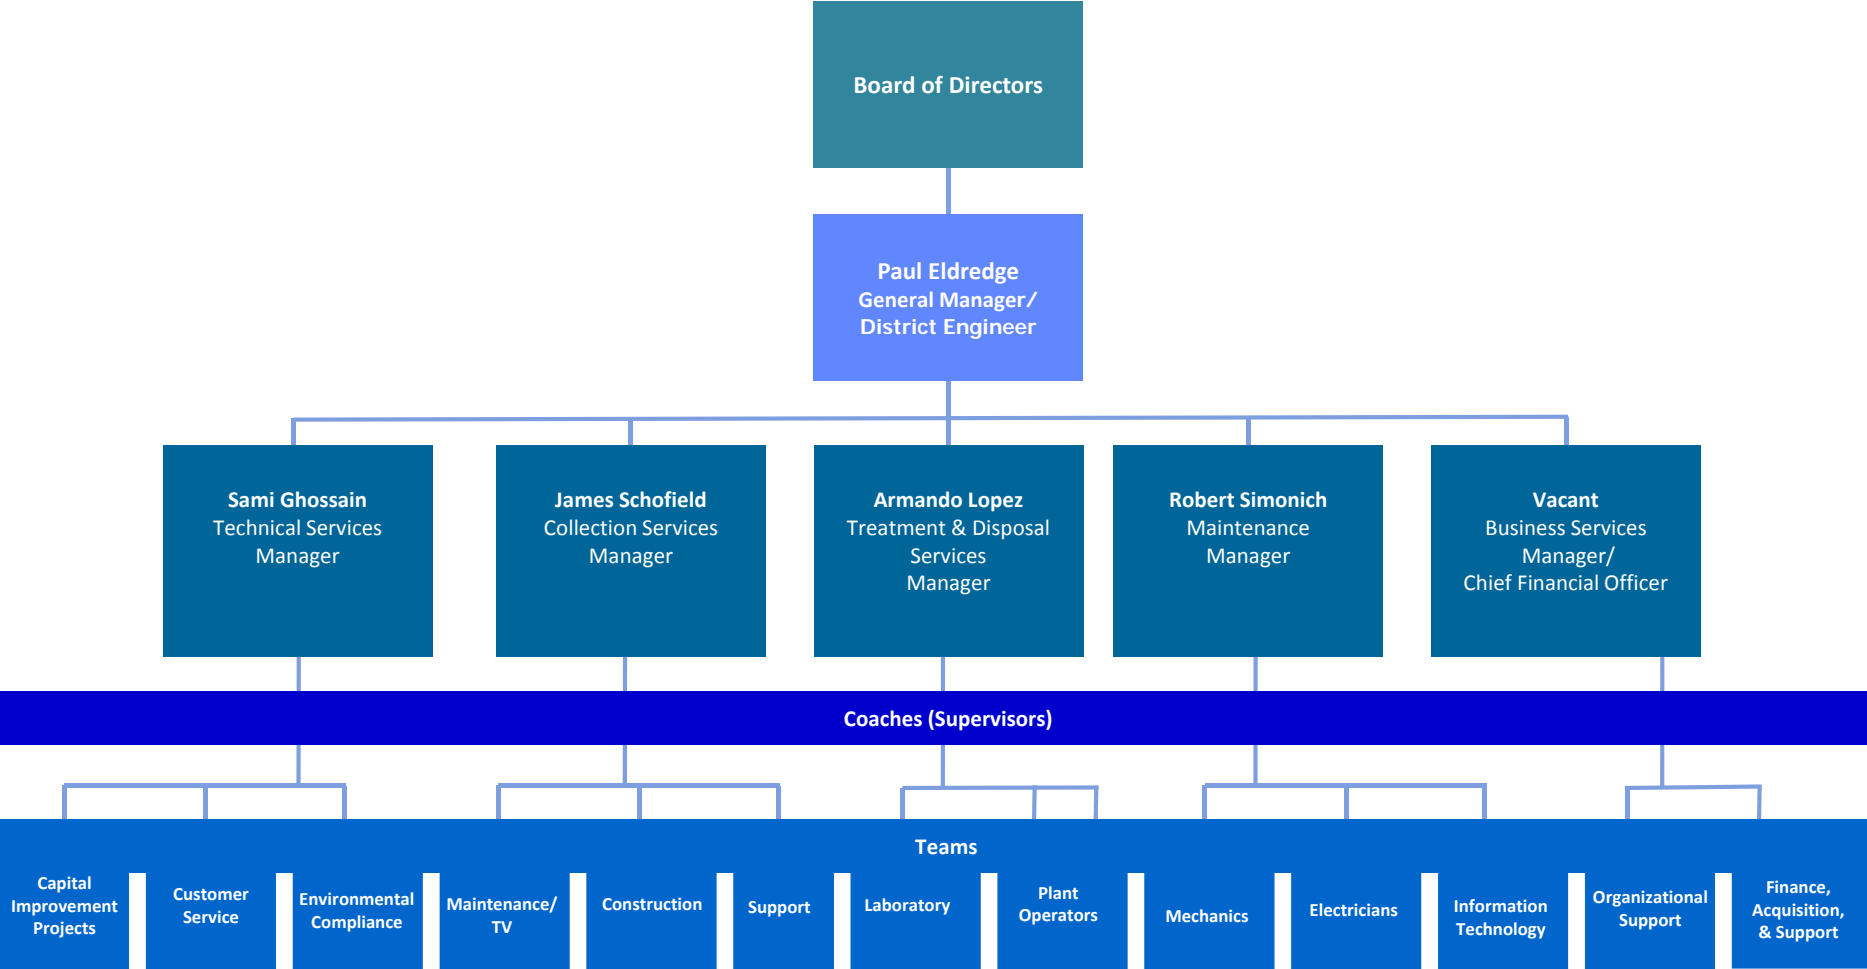 Board of Directors
Paul Eldredge
General Manager/
District Engineer
Sami Ghossain
Technical Services
Manager
James Schofield
Collection Services
Manager
Armando Lopez
Treatment & Disposal
Services
Manager
Robert Simonich
Maintenance
Manager
Vacant
Business Services
Manager/
Chief Financial Officer
Coaches (Supervisors)
Teams
Capital
Improvement
Projects
Customer
Service
Environmental
Compliance
Maintenance/
TV
Construction
Support
Laboratory
Plant
Operators
Mechanics
Electricians
Information
Technology
Organizational
Support
Finance,
Acquisition,
& Support